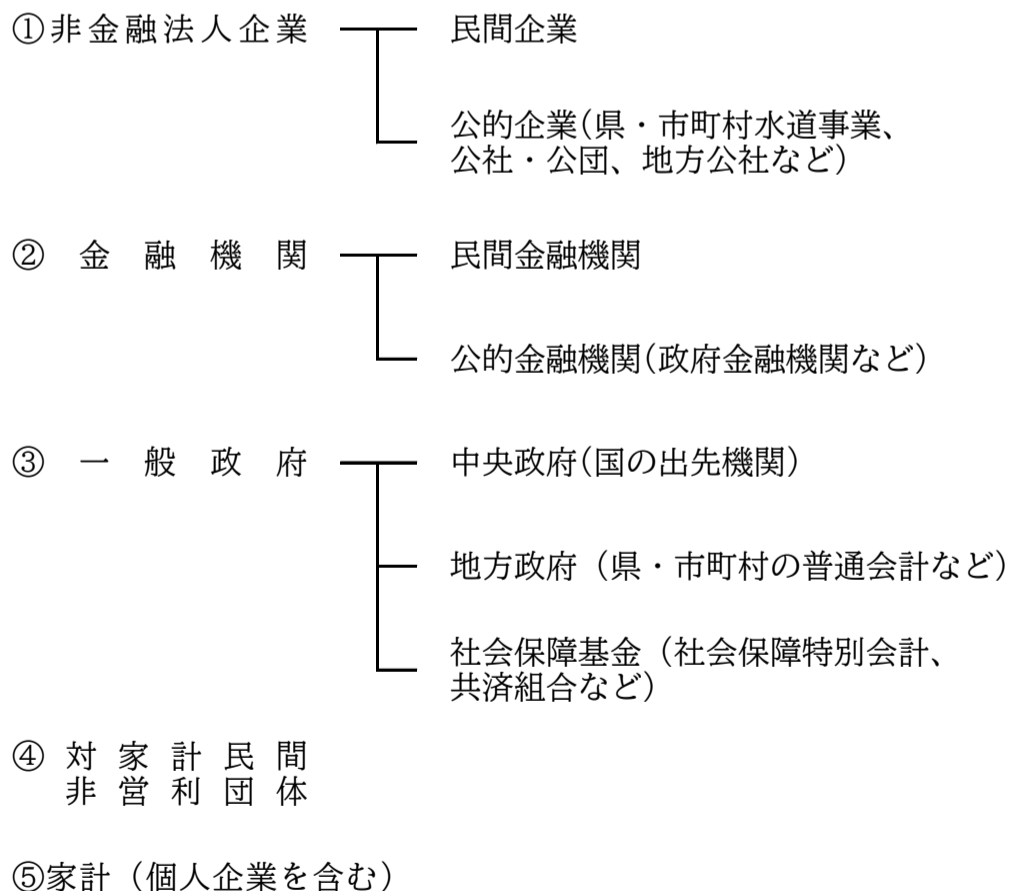 ①非金融法人企業 民間企業
公的企業(県・市町村水道事業、
公社・公団、地方公社など)
②金融機関 民間金融機関
公的金融機関(政府金融機関など)
③一般政府 中央政府(国の出先機関)
地方政府(県・市町村の普通会計など)
社会保障基金(社会保障特別会計、
共済組合など)
④対家計民間
非営利団体
⑤家計(個人企業を含む)